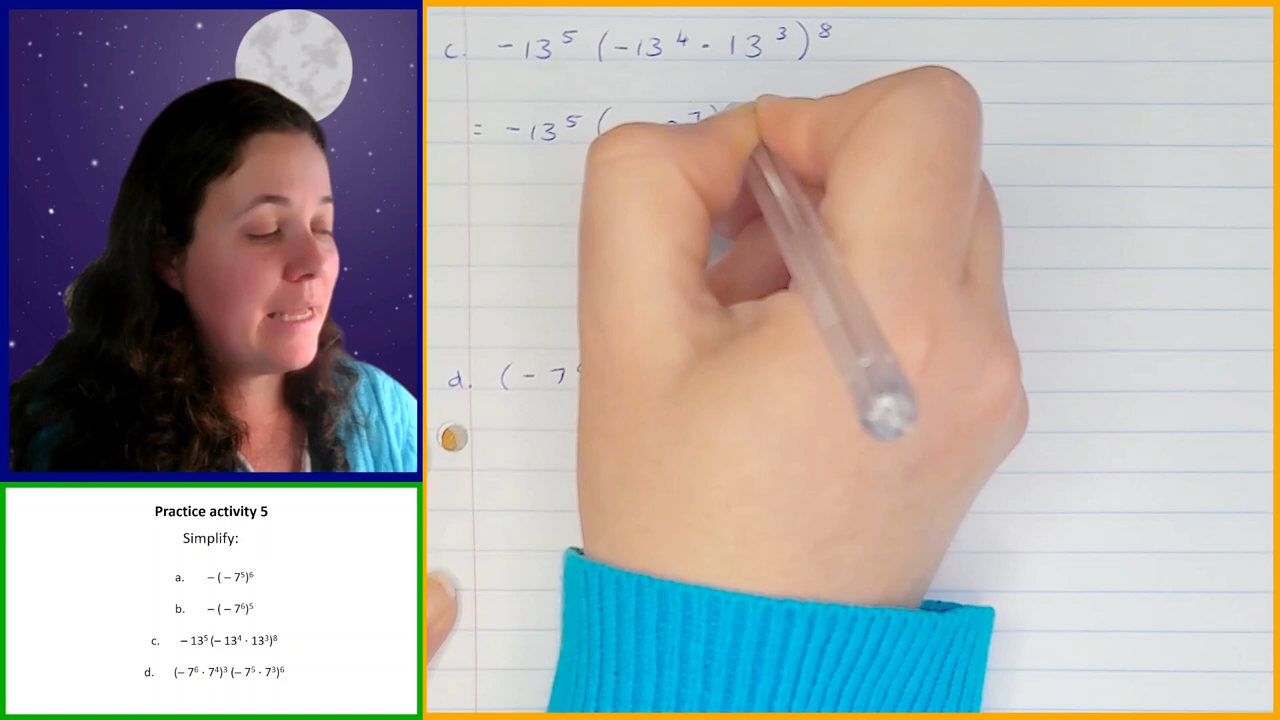 c. -13⁵ (-13⁴ · 13³)⁸
= -13⁵ (
d. (-7
Practice activity 5
Simplify:
a. – ( – 7⁵)⁶
b. – ( – 7⁶)⁵
c. – 13⁵ (– 13⁴ · 13³)⁸
d. (– 7⁶ · 7⁴)³ (– 7⁵ · 7³)⁶